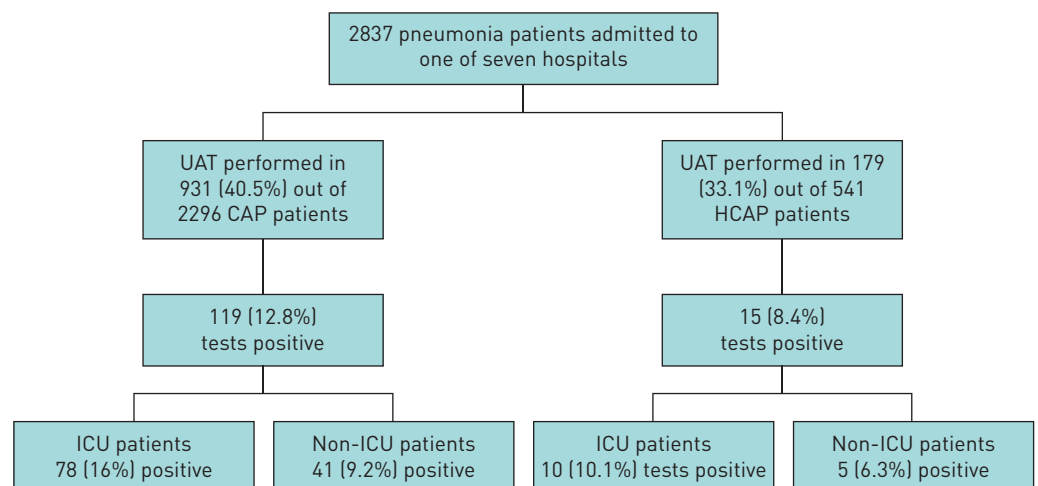 2837 pneumonia patients admitted to
one of seven hospitals
UAT performed in
931 (40.5%) out of
2296 CAP patients
UAT performed in 179
(33.1%) out of 541
HCAP patients
119 (12.8%)
tests positive
15 (8.4%)
tests positive
ICU patients
78 (16%) positive
Non-ICU patients
41 (9.2%) positive
ICU patients
10 (10.1%) tests positive
Non-ICU patients
5 (6.3%) positive